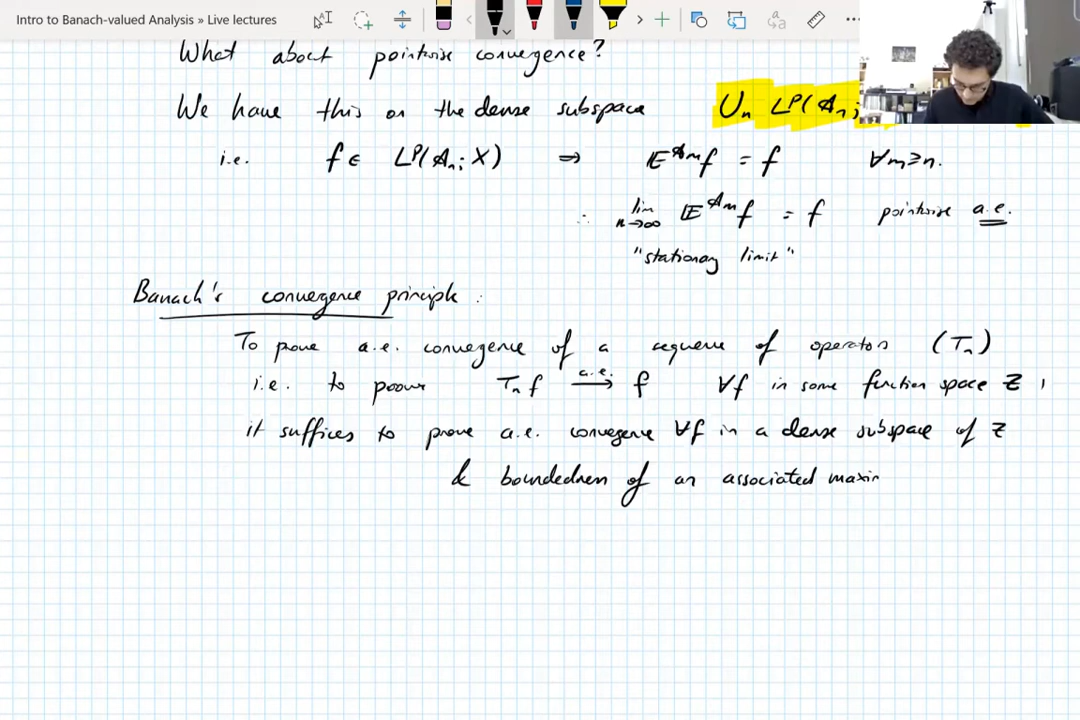 Intro to Banach-valued Analysis » Live lectures
What about pointwise convergence?
We have this on the dense subspace ∪n Lᵖ(𝒜n;
i.e. f ∈ Lᵖ(𝒜n; X) ⇒ 𝔼^𝒜m f = f ∀m≥n.
∴ lim n→∞ 𝔼^𝒜m f = f pointwise a.e.
"stationary limit"
Banach's convergence principle :
To prove a.e. convergence of a sequence of operators (Tn)
i.e. to prove Tn f a.e.→ f ∀f in some function space Z,
it suffices to prove a.e. convergence ∀f in a dense subspace of Z
& boundedness of an associated maxim